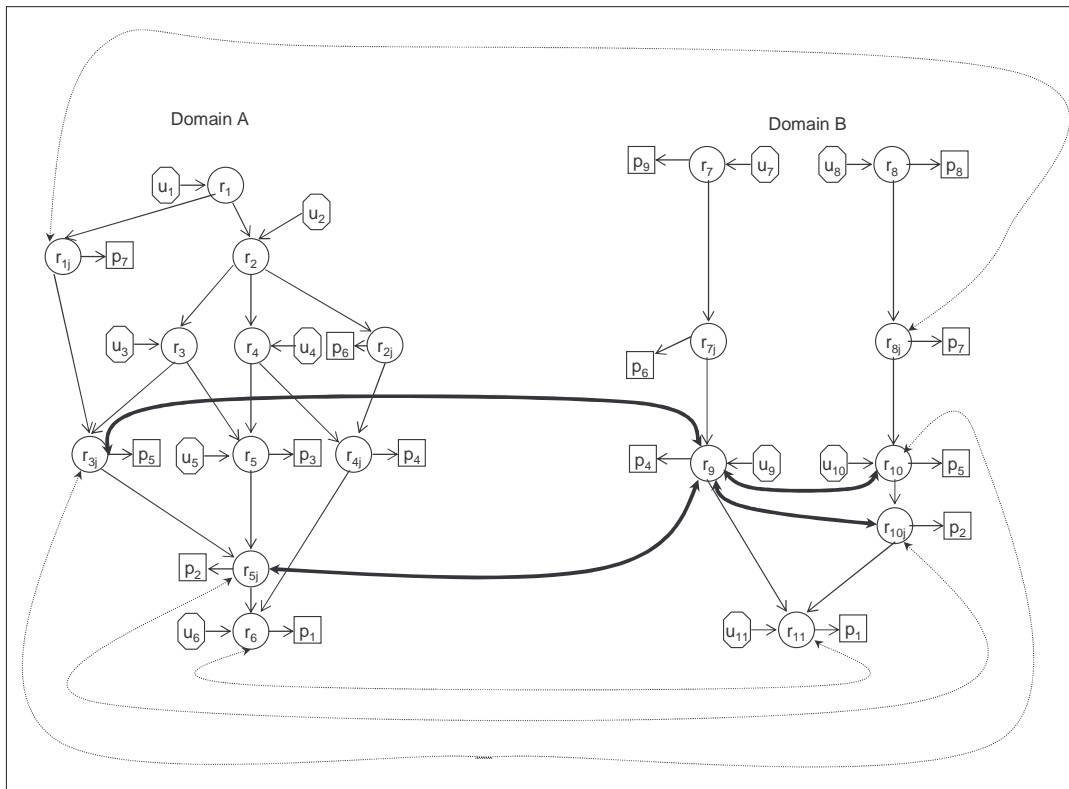 Domain A
Domain B
p9 r7 u7 u8 r8 p8
u1 r1
u2
r1j p7 r2
u3 r3 r4 u4 p6 r2j
r7j p6
r8j p7
r3j p5 u5 r5 p3 r4j p4
p4 r9 u9 u10 r10 p5
r10j p2
p2 r5j
u6 r6 p1
u11 r11 p1